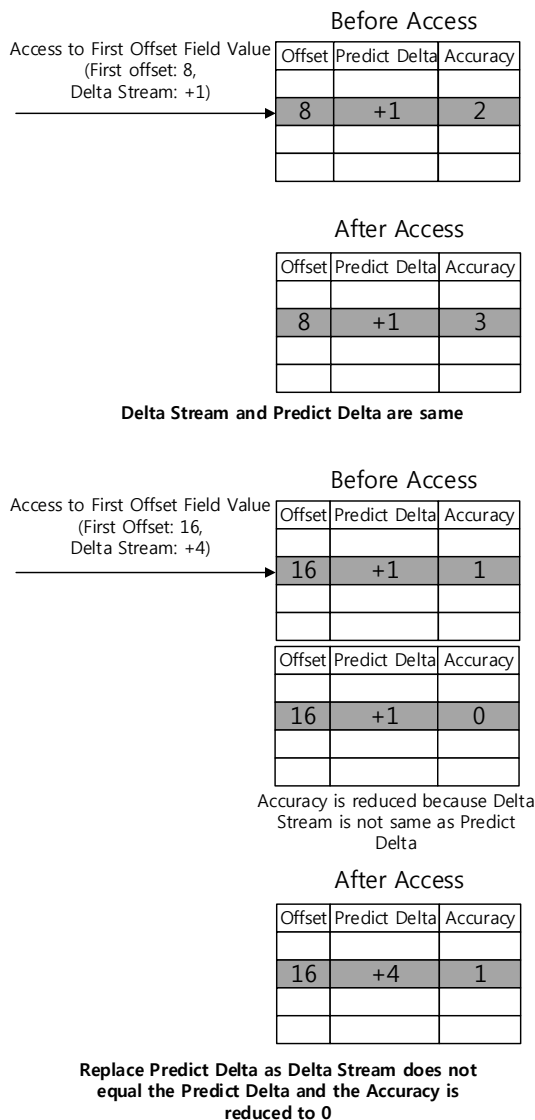 Before Access
Access to First Offset Field Value
(First offset: 8,
Delta Stream: +1)
Offset Predict Delta Accuracy
8 +1 2
After Access
Offset Predict Delta Accuracy
8 +1 3
Delta Stream and Predict Delta are same
Before Access
Access to First Offset Field Value
(First Offset: 16,
Delta Stream: +4)
Offset Predict Delta Accuracy
16 +1 1
Offset Predict Delta Accuracy
16 +1 0
Accuracy is reduced because Delta
Stream is not same as Predict
Delta
After Access
Offset Predict Delta Accuracy
16 +4 1
Replace Predict Delta as Delta Stream does not
equal the Predict Delta and the Accuracy is
reduced to 0